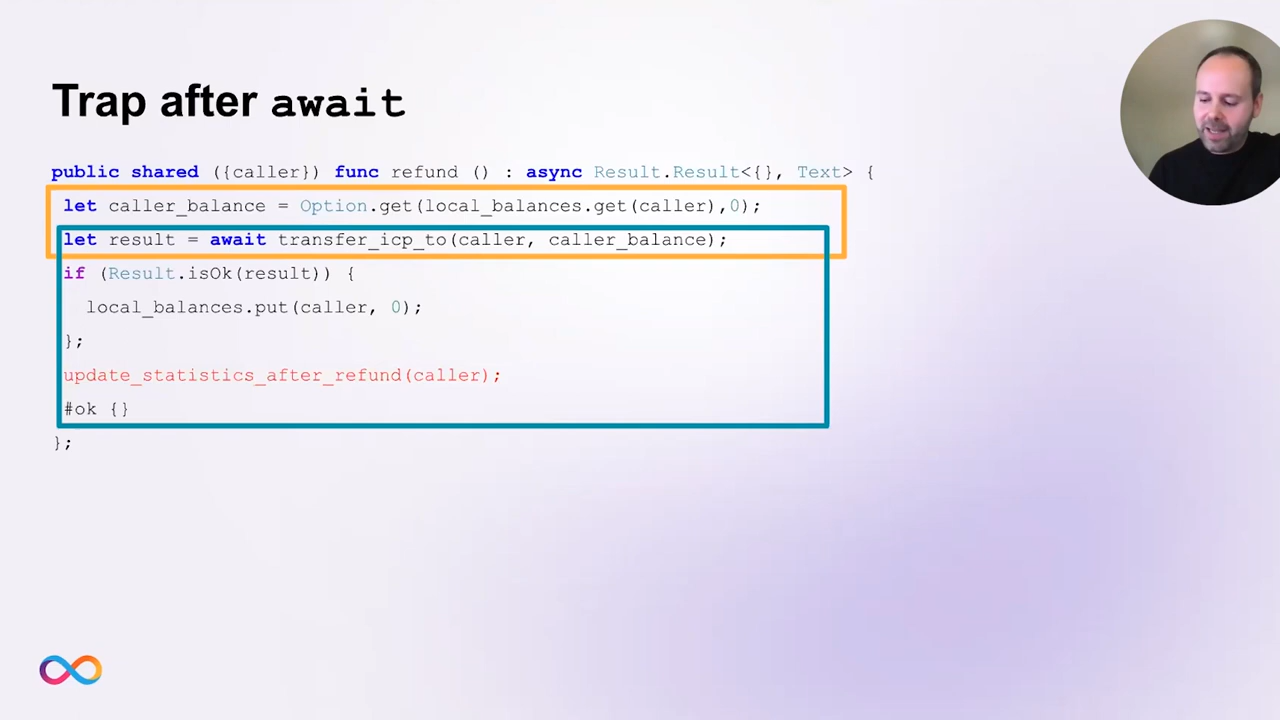 Trap after await
public shared ({caller}) func refund () : async Result.Result<{}, Text> {
let caller_balance = Option.get(local_balances.get(caller),0);
let result = await transfer_icp_to(caller, caller_balance);
if (Result.isOk(result)) {
local_balances.put(caller, 0);
};
update_statistics_after_refund(caller);
#ok {}
};